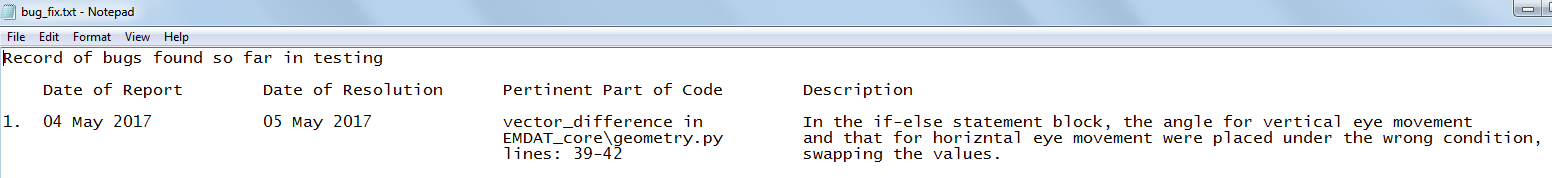 bug_fix.txt - Notepad
File Edit Format View Help
Record of bugs found so far in testing
Date of Report Date of Resolution Pertinent Part of Code Description
1. 04 May 2017 05 May 2017 vector_difference in In the if-else statement block, the angle for vertical eye movement
EMDAT_core\geometry.py and that for horizntal eye movement were placed under the wrong condition,
lines: 39-42 swapping the values.